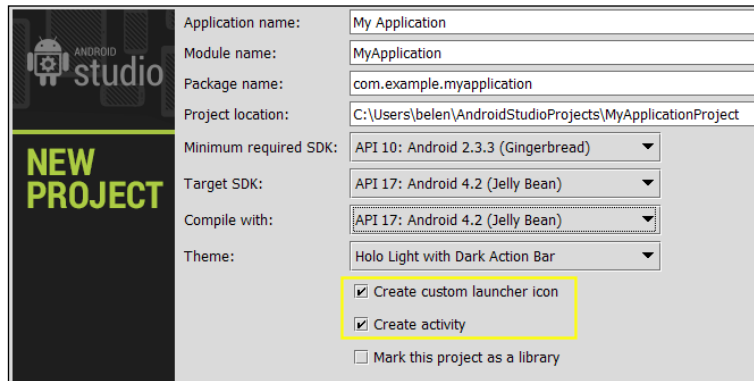 ANDROID
studio
NEW
PROJECT
Application name: My Application
Module name: MyApplication
Package name: com.example.myapplication
Project location: C:\Users\belen\AndroidStudioProjects\MyApplicationProject
Minimum required SDK: API 10: Android 2.3.3 (Gingerbread)
Target SDK: API 17: Android 4.2 (Jelly Bean)
Compile with: API 17: Android 4.2 (Jelly Bean)
Theme: Holo Light with Dark Action Bar
Create custom launcher icon
Create activity
Mark this project as a library